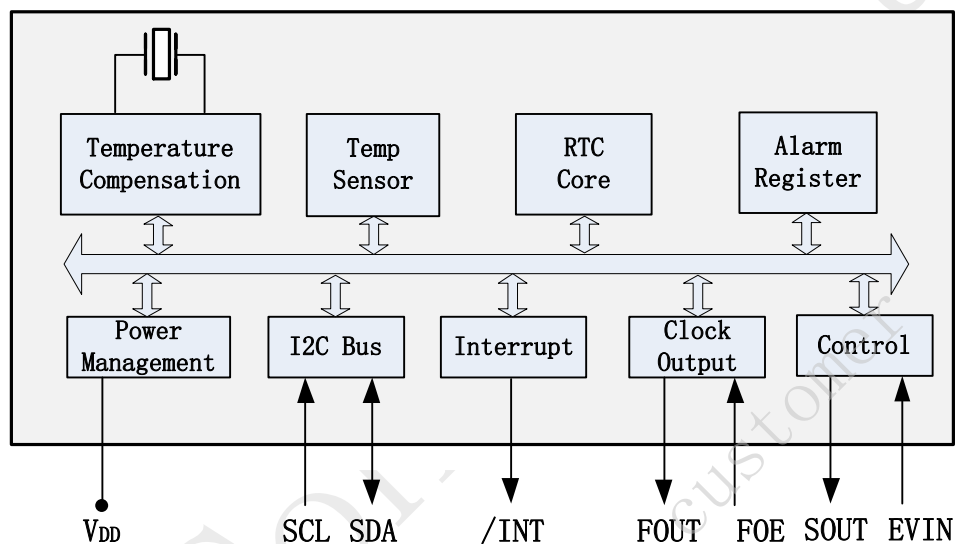 Temperature
Compensation
Temp
Sensor
RTC
Core
Alarm
Register
Power
Management
I2C Bus
Interrupt
Clock
Output
Control
VDD
SCL
SDA
/INT
FOUT
FOE
SOUT
EVIN
customer